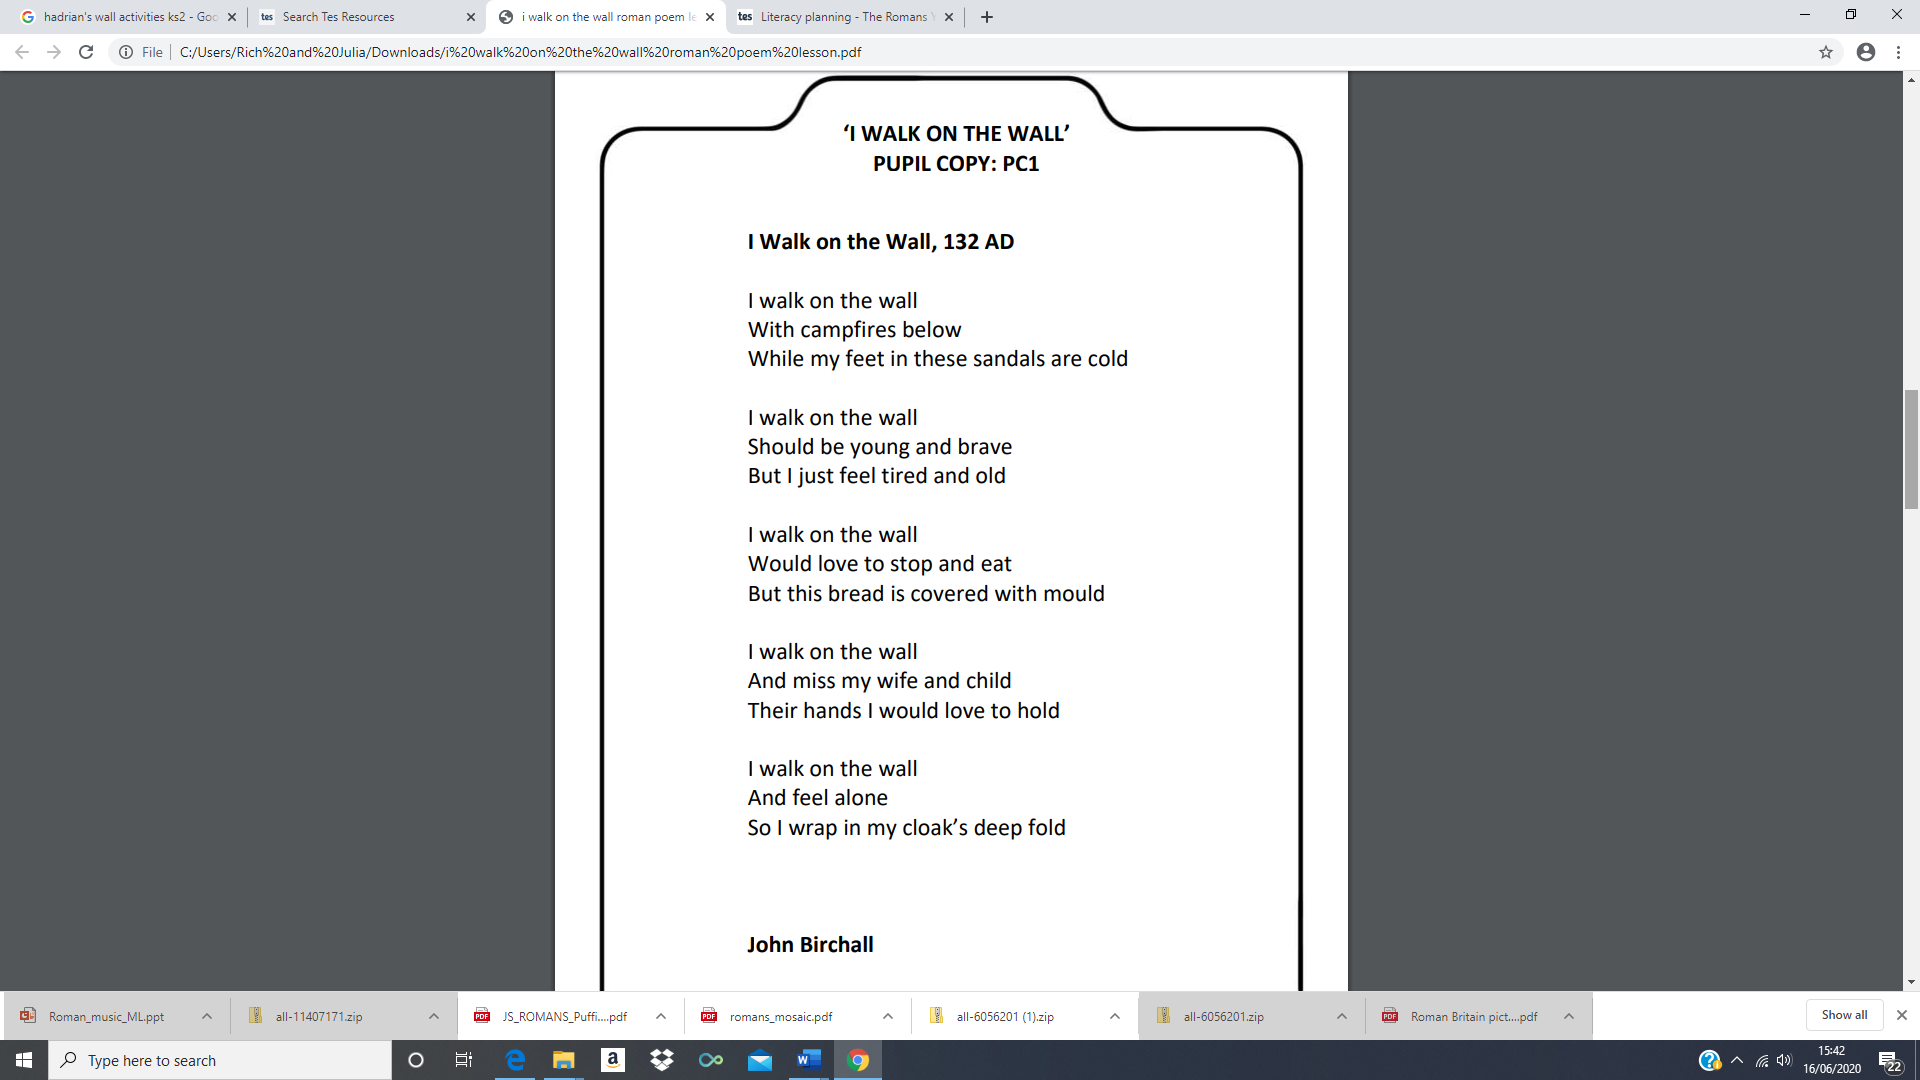 hadrian's wall activities ks2 - Goo
tes Search Tes Resources
i walk on the wall roman poem le
tes Literacy planning - The Romans Y
File C:/Users/Rich%20and%20Julia/Downloads/i%20walk%20on%20the%20wall%20roman%20poem%20lesson.pdf
‘I WALK ON THE WALL’
PUPIL COPY: PC1
I Walk on the Wall, 132 AD
I walk on the wall
With campfires below
While my feet in these sandals are cold
I walk on the wall
Should be young and brave
But I just feel tired and old
I walk on the wall
Would love to stop and eat
But this bread is covered with mould
I walk on the wall
And miss my wife and child
Their hands I would love to hold
I walk on the wall
And feel alone
So I wrap in my cloak’s deep fold
John Birchall
Roman_music_ML.ppt
all-11407171.zip
PDF JS_ROMANS_Puffi....pdf
PDF romans_mosaic.pdf
all-6056201 (1).zip
all-6056201.zip
PDF Roman Britain pict....pdf
Show all
Type here to search
15:42
16/06/2020
22